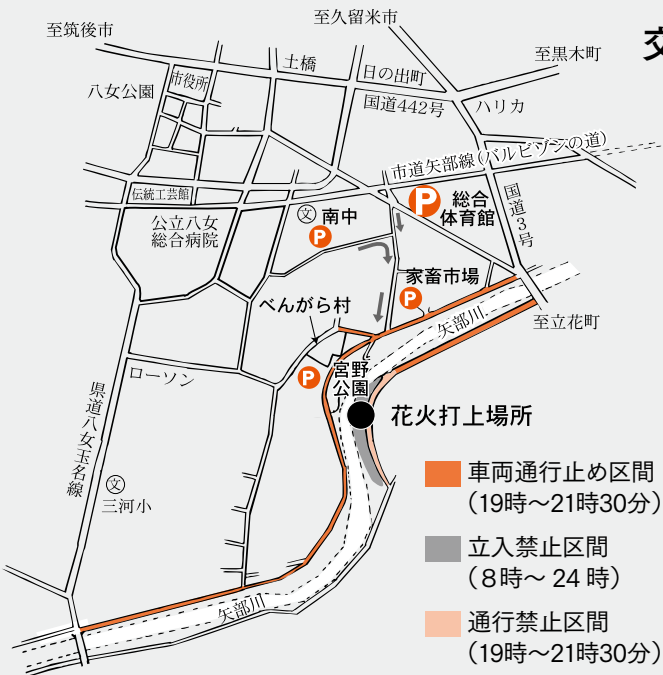 至筑後市
至久留米市
交
至黒木町
土橋
日の出町
国道442号
ハリカ
八女公園
市役所
市道矢部線(バルビゾンの道)
伝統工芸館
公立八女
総合病院
文 南中
P
P
総合
体育館
国道3号
家畜市場
P
べんがら村
矢部川
至立花町
P
宮野
公園
花火打上場所
ローソン
県道八女玉名線
文
三河小
矢部川
車両通行止め区間
(19時〜21時30分)
立入禁止区間
(8時〜24時)
通行禁止区間
(19時〜21時30分)